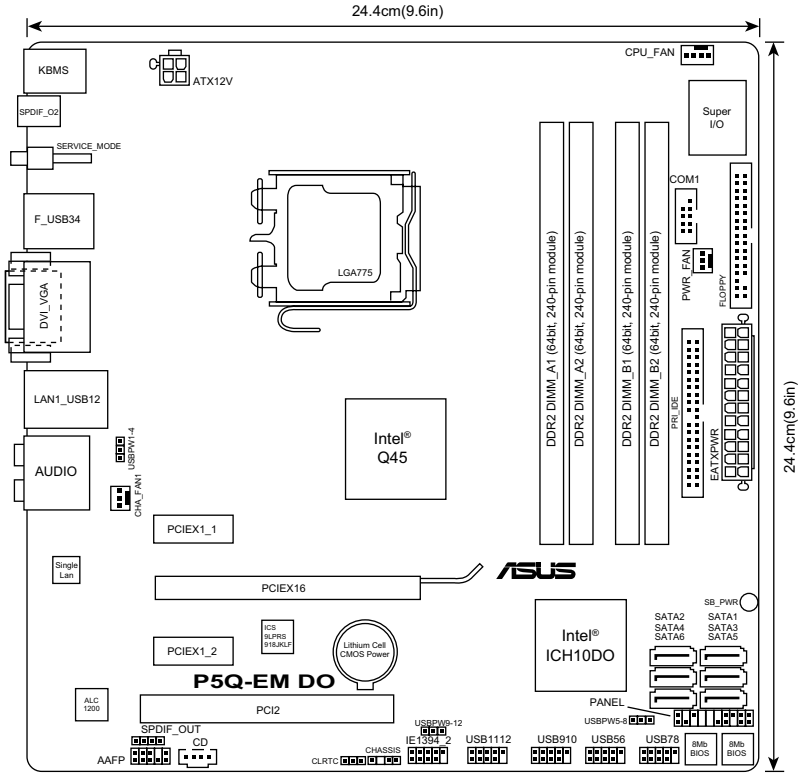 24.4cm(9.6in)
KBMS
ATX12V
CPU_FAN
SPDIF_O2
Super
I/O
SERVICE_MODE
COM1
F_USB34
LGA775
DDR2 DIMM_A1 (64bit, 240-pin module)
DDR2 DIMM_A2 (64bit, 240-pin module)
DDR2 DIMM_B1 (64bit, 240-pin module)
DDR2 DIMM_B2 (64bit, 240-pin module)
PWR_FAN
FLOPPY
DVI_VGA
24.4cm(9.6in)
LAN1_USB12
Intel®
Q45
PRI_IDE
EATXPWR
USBPW1-4
AUDIO
CHA_FAN1
PCIEX1_1
Single
Lan
PCIEX16
ASUS
SB_PWR
ICS
9LPRS
918JKLF
Lithium Cell
CMOS Power
Intel®
ICH10DO
SATA2
SATA4
SATA6
SATA1
SATA3
SATA5
PCIEX1_2
P5Q-EM DO
ALC
1200
PCI2
PANEL
SPDIF_OUT
USBPW9-12
USBPW5-8
AAFP
CD
CLRTC
CHASSIS
IE1394_2
USB1112
USB910
USB56
USB78
8Mb
BIOS
8Mb
BIOS